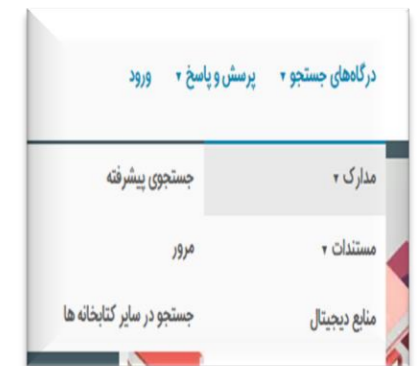 درگاه‌های جستجو ▾ پرسش و پاسخ ▾ ورود
مدارک ▾ جستجوی پیشرفته
مستندات ▾ مرور
منابع دیجیتال جستجو در سایر کتابخانه ها